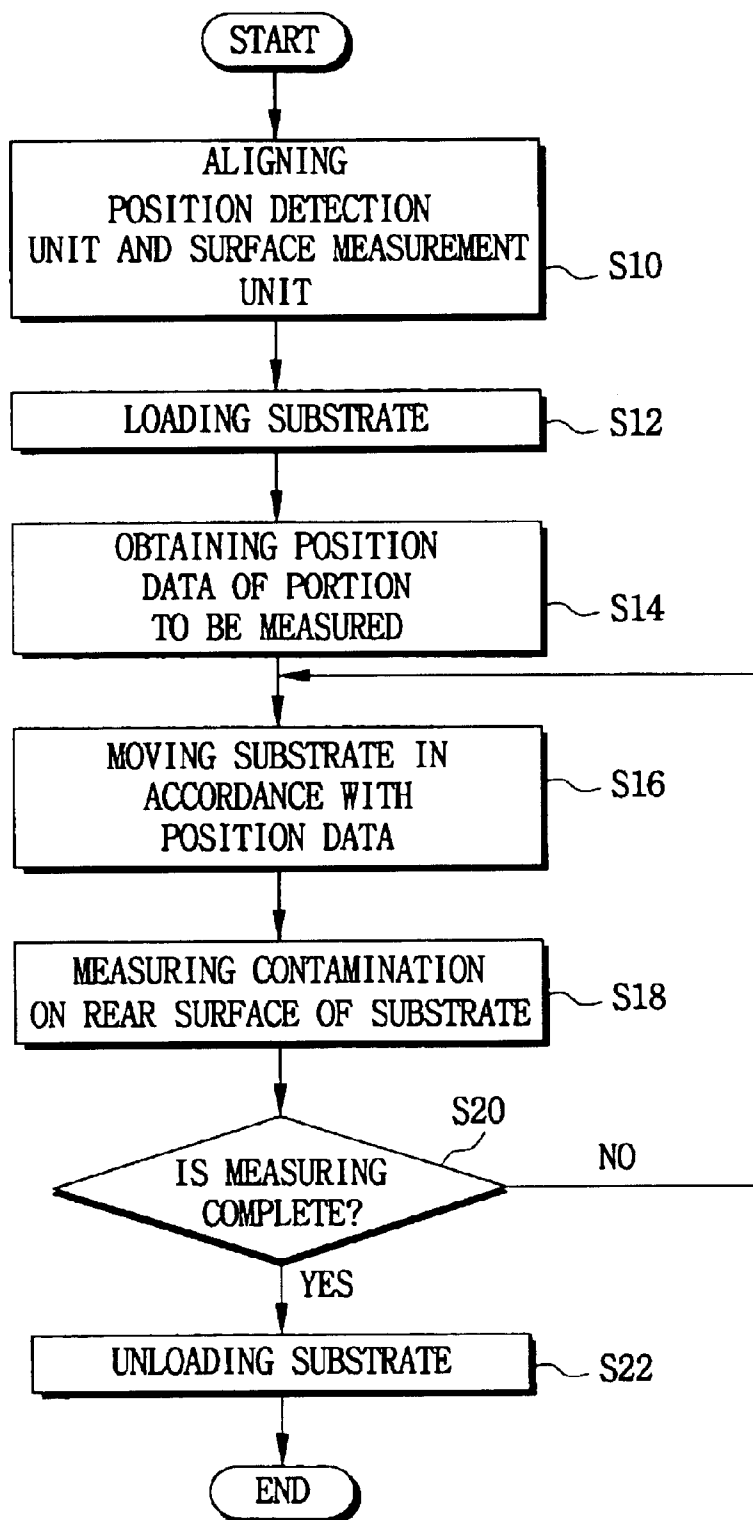 START
ALIGNING
POSITION DETECTION
UNIT AND SURFACE MEASUREMENT
UNIT
S10
LOADING SUBSTRATE
S12
OBTAINING POSITION
DATA OF PORTION
TO BE MEASURED
S14
MOVING SUBSTRATE IN
ACCORDANCE WITH
POSITION DATA
S16
MEASURING CONTAMINATION
ON REAR SURFACE OF SUBSTRATE
S18
S20
IS MEASURING
COMPLETE?
NO
YES
UNLOADING SUBSTRATE
S22
END